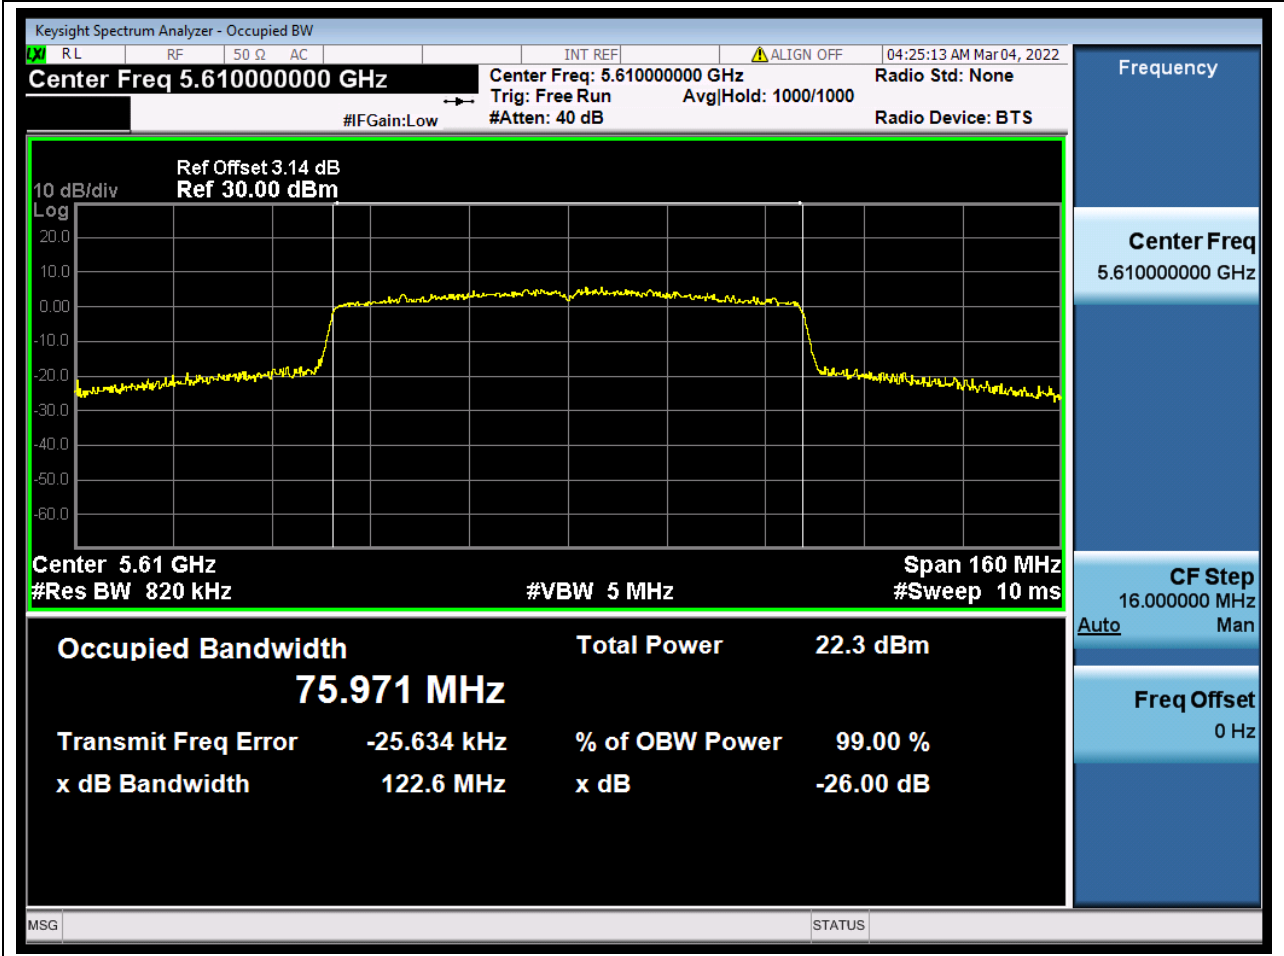 Keysight Spectrum Analyzer - Occupied BW
LXI RL RF 50 Ω AC INT REF ALIGN OFF 04:25:13 AM Mar 04, 2022
Center Freq 5.610000000 GHz
Center Freq: 5.610000000 GHz
Radio Std: None
Trig: Free Run Avg|Hold: 1000/1000
#IFGain:Low
#Atten: 40 dB
Radio Device: BTS
Ref Offset 3.14 dB
10 dB/div Ref 30.00 dBm
Log
20.0
10.0
0.00
-10.0
-20.0
-30.0
-40.0
-50.0
-60.0
Center 5.61 GHz Span 160 MHz
#Res BW 820 kHz #VBW 5 MHz #Sweep 10 ms
Occupied Bandwidth Total Power 22.3 dBm
75.971 MHz
Transmit Freq Error -25.634 kHz % of OBW Power 99.00 %
x dB Bandwidth 122.6 MHz x dB -26.00 dB
Frequency
Center Freq
5.610000000 GHz
CF Step
16.000000 MHz
Auto Man
Freq Offset
0 Hz
MSG STATUS